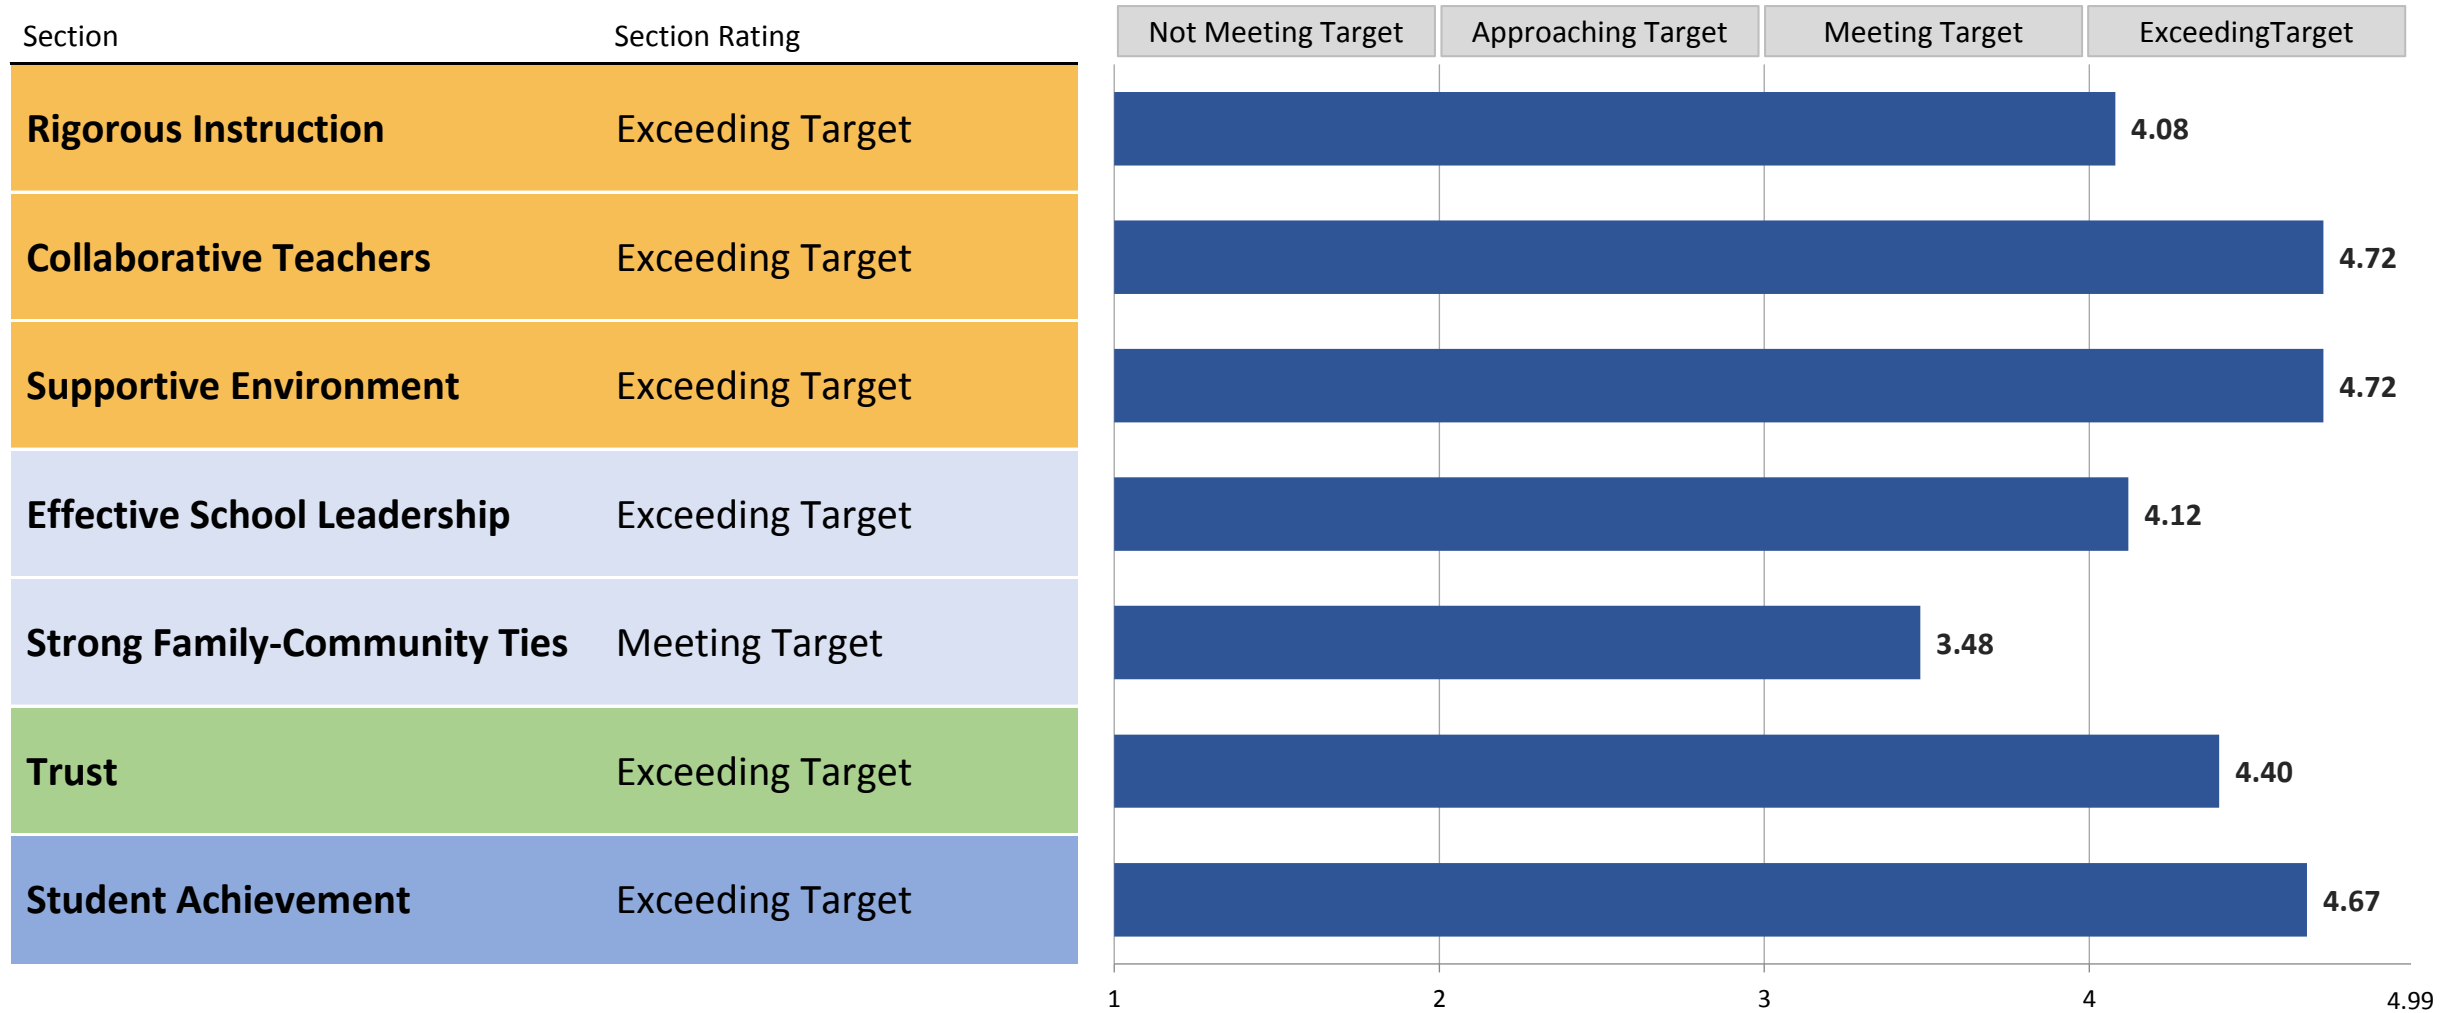 Section Section Rating Not Meeting Target Approaching Target Meeting Target ExceedingTarget
Rigorous Instruction Exceeding Target 4.08
Collaborative Teachers Exceeding Target 4.72
Supportive Environment Exceeding Target 4.72
Effective School Leadership Exceeding Target 4.12
Strong Family-Community Ties Meeting Target 3.48
Trust Exceeding Target 4.40
Student Achievement Exceeding Target 4.67
1 2 3 4 4.99